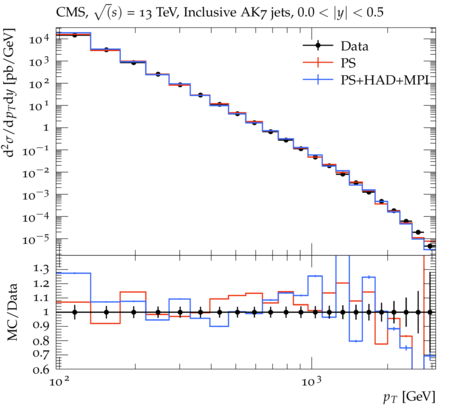 CMS, √(s) = 13 TeV, Inclusive AK7 jets, 0.0 < |y| < 0.5
Data
PS
PS+HAD+MPI
d²σ/dp_T dy [pb/GeV]
10⁴
10³
10²
10¹
1
10⁻¹
10⁻²
10⁻³
10⁻⁴
10⁻⁵
MC/Data
1.3
1.2
1.1
1
0.9
0.8
0.7
0.6
10² 10³
p_T [GeV]